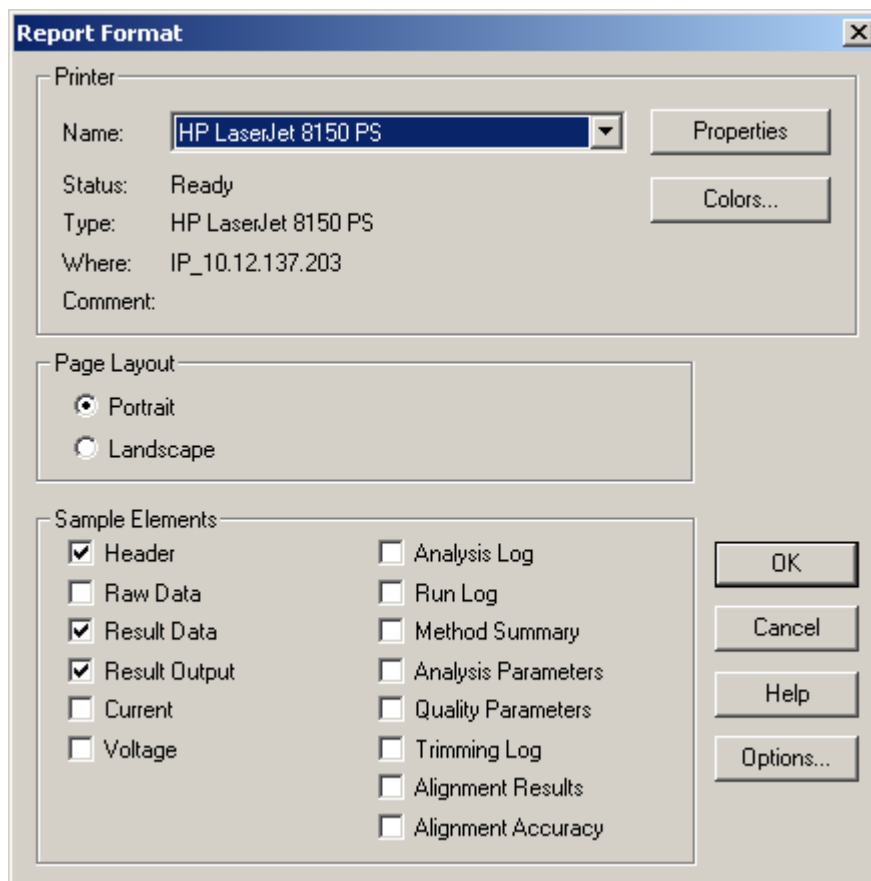 Report Format
Printer
Name: HP LaserJet 8150 PS
Properties
Status: Ready
Colors...
Type: HP LaserJet 8150 PS
Where: IP_10.12.137.203
Comment:
Page Layout
Portrait
Landscape
Sample Elements
Header
Raw Data
Result Data
Result Output
Current
Voltage
Analysis Log
Run Log
Method Summary
Analysis Parameters
Quality Parameters
Trimming Log
Alignment Results
Alignment Accuracy
OK
Cancel
Help
Options...